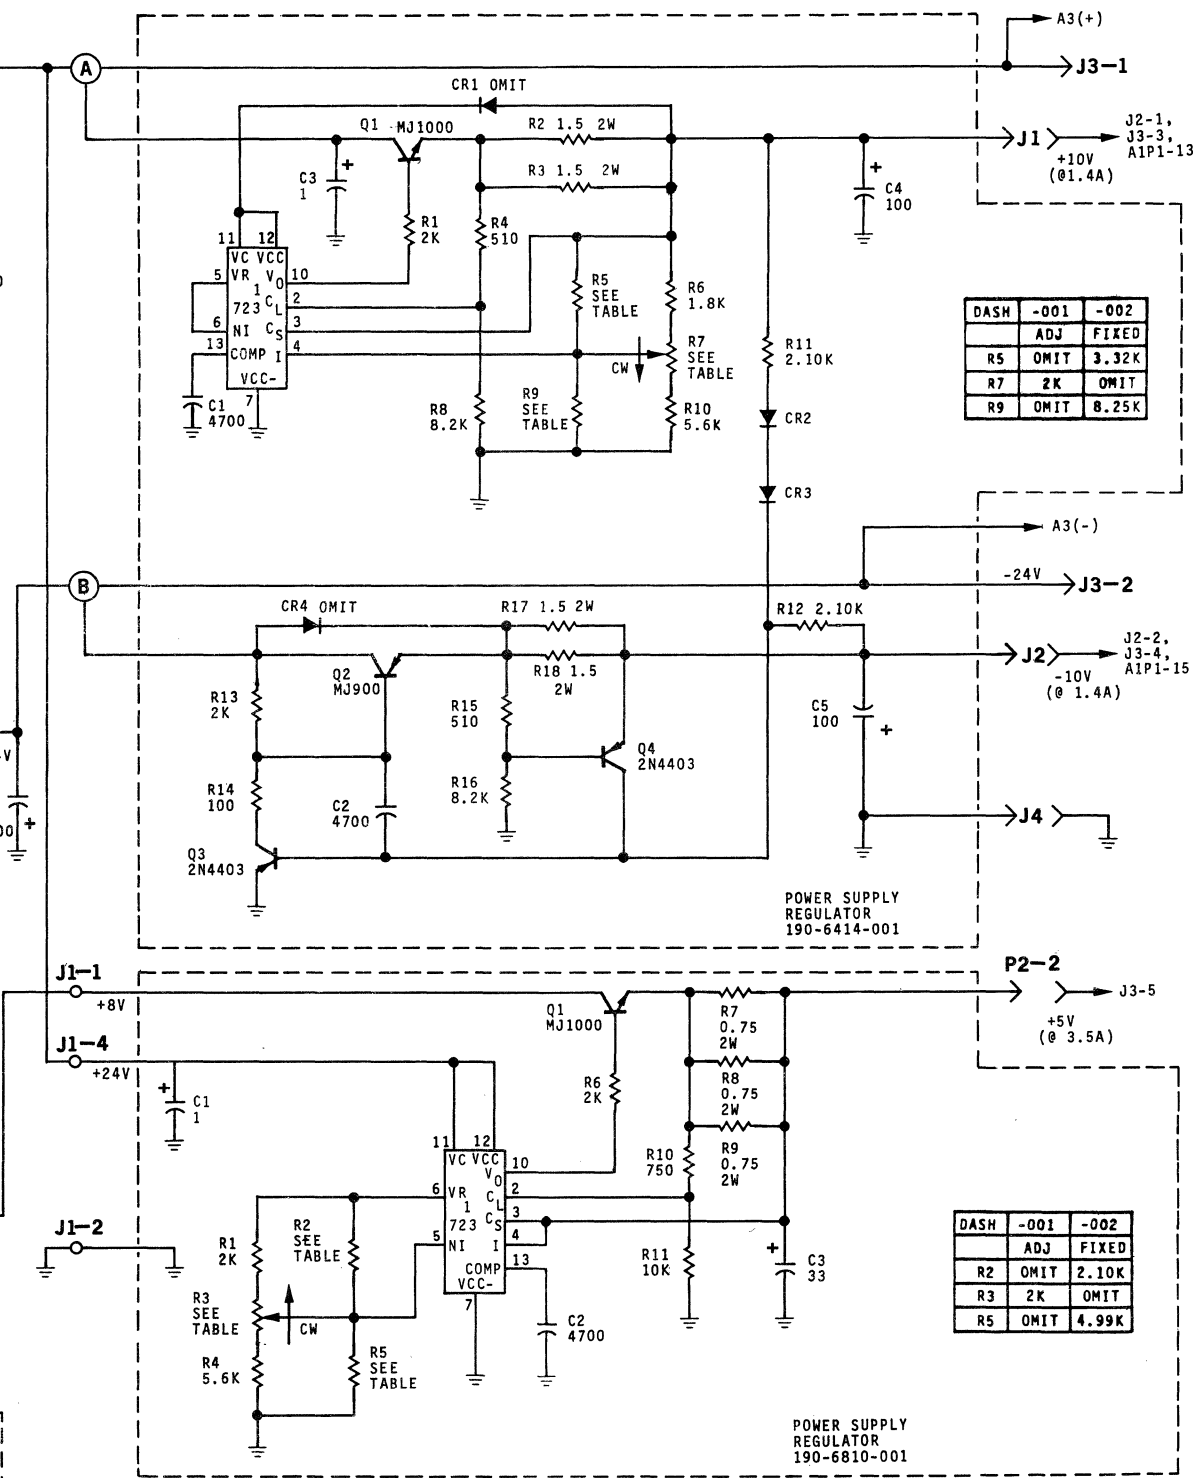 A3(+)
A
J3-1
CR1 OMIT
Q1 MJ1000
R2 1.5 2W
J1
J2-1,
J3-3,
A1P1-13
+10V
(@1.4A)
C3
1
+
R3 1.5 2W
+
C4
100
R1
2K
R4
510
11
12
VC VCC
5
VR
VO
10
1
723
CL
2
6
NI
CS
3
13
COMP
I
4
VCC-
7
C1
4700
R5
SEE
TABLE
R6
1.8K
R7
SEE
TABLE
CW
R8
8.2K
R9
SEE
TABLE
R10
5.6K
R11
2.10K
CR2
CR3
DASH -001 -002
ADJ FIXED
R5 OMIT 3.32K
R7 2K OMIT
R9 OMIT 8.25K
A3(-)
B
-24V
J3-2
CR4 OMIT
R17 1.5 2W
R12 2.10K
J2
J2-2,
J3-4,
A1P1-15
-10V
(@ 1.4A)
Q2
MJ900
R18 1.5
2W
R13
2K
R15
510
C5
100
+
Q4
2N4403
V
R14
100
C2
4700
R16
8.2K
+
J4
Q3
2N4403
POWER SUPPLY
REGULATOR
190-6414-001
J1-1
+8V
P2-2
J3-5
+5V
(@ 3.5A)
Q1
MJ1000
R7
0.75
2W
J1-4
+24V
+
C1
1
R6
2K
R8
0.75
2W
R9
0.75
2W
R10
750
11
12
VC VCC
VO
10
6
VR
1
CL
2
723
CS
3
5
NI
I
4
COMP
13
VCC-
7
J1-2
R1
2K
R2
SEE
TABLE
R3
SEE
TABLE
CW
R4
5.6K
R5
SEE
TABLE
R11
10K
+
C3
33
C2
4700
DASH -001 -002
ADJ FIXED
R2 OMIT 2.10K
R3 2K OMIT
R5 OMIT 4.99K
POWER SUPPLY
REGULATOR
190-6810-001